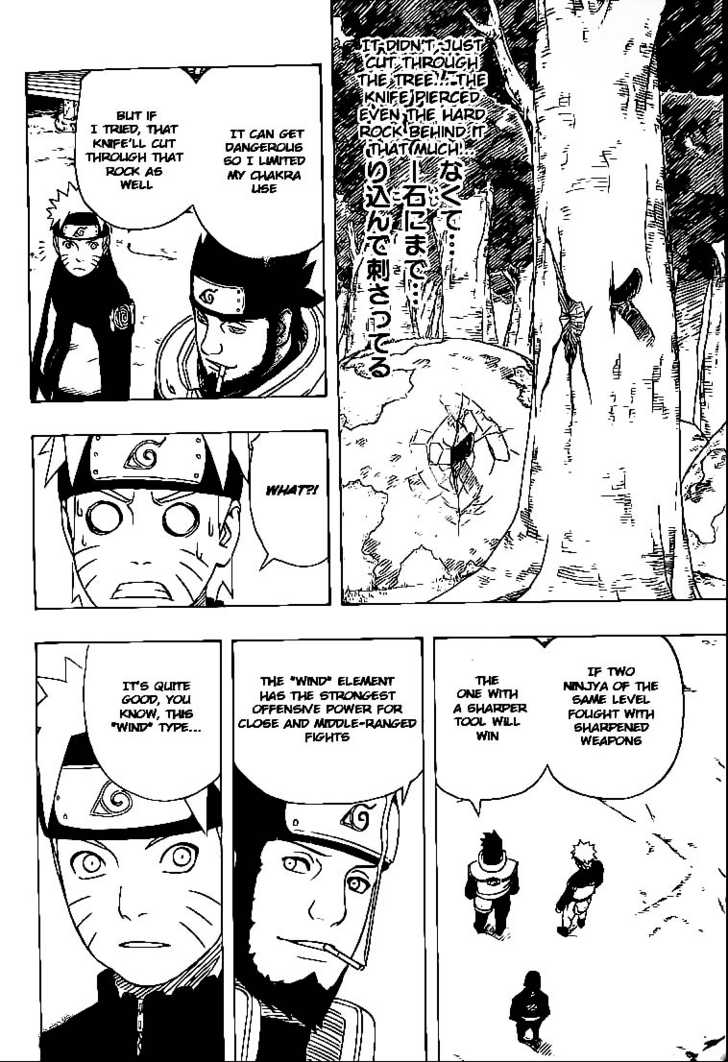 IT DIDN'T JUST
CUT THROUGH
THE TREE....THE
KNIFE PIERCED
EVEN THE HARD
ROCK BEHIND IT
THAT MUCH!...
なくて…
ー石にまで…
り込んで刺さってる
IT CAN GET
DANGEROUS
SO I LIMITED
MY CHAKRA
USE
BUT IF
I TRIED, THAT
KNIFE'LL CUT
THROUGH THAT
ROCK AS
WELL
WHAT?!
IF TWO
NINJYA OF THE
SAME LEVEL
FOUGHT WITH
SHARPENED
WEAPONS
THE
ONE WITH
A SHARPER
TOOL WILL
WIN
THE "WIND" ELEMENT
HAS THE STRONGEST
OFFENSIVE POWER FOR
CLOSE AND MIDDLE-RANGED
FIGHTS
IT'S QUITE
GOOD, YOU
KNOW, THIS
"WIND" TYPE...